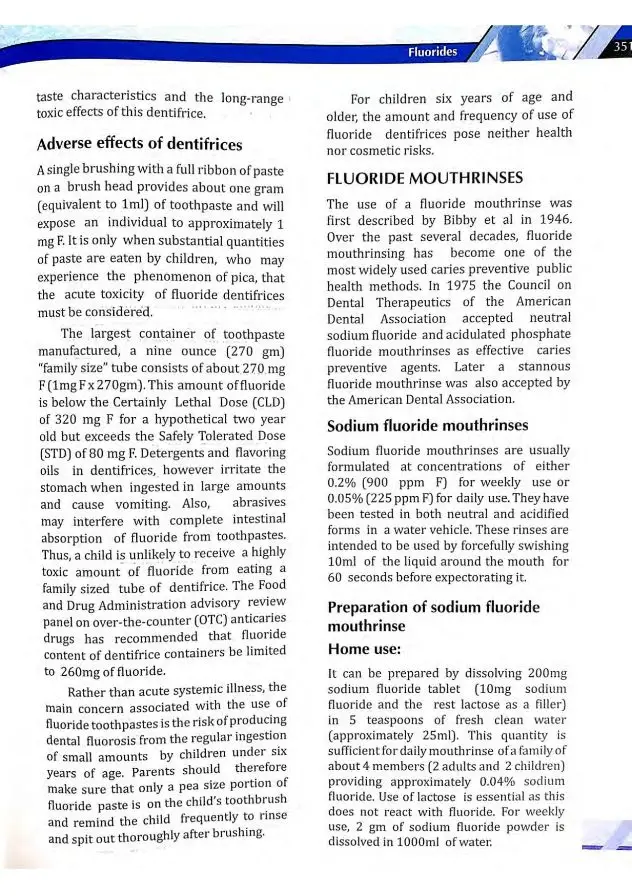 Fluorides
351
taste characteristics and the long-range
toxic effects of this dentifrice.
Adverse effects of dentifrices
A single brushing with a full ribbon of paste
on a brush head provides about one gram
(equivalent to 1ml) of toothpaste and will
expose an individual to approximately 1
mg F. It is only when substantial quantities
of paste are eaten by children, who may
experience the phenomenon of pica, that
the acute toxicity of fluoride dentifrices
must be considered.
The largest container of toothpaste
manufactured, a nine ounce (270 gm)
"family size" tube consists of about 270 mg
F (1mg F x 270gm). This amount of fluoride
is below the Certainly Lethal Dose (CLD)
of 320 mg F for a hypothetical two year
old but exceeds the Safely Tolerated Dose
(STD) of 80 mg F. Detergents and flavoring
oils in dentifrices, however irritate the
stomach when ingested in large amounts
and cause vomiting. Also, abrasives
may interfere with complete intestinal
absorption of fluoride from toothpastes.
Thus, a child is unlikely to receive a highly
toxic amount of fluoride from eating a
family sized tube of dentifrice. The Food
and Drug Administration advisory review
panel on over-the-counter (OTC) anticaries
drugs has recommended that fluoride
content of dentifrice containers be limited
to 260mg of fluoride.
Rather than acute systemic illness, the
main concern associated with the use of
fluoride toothpastes is the risk of producing
dental fluorosis from the regular ingestion
of small amounts by children under six
years of age. Parents should therefore
make sure that only a pea size portion of
fluoride paste is on the child's toothbrush
and remind the child frequently to rinse
and spit out thoroughly after brushing.
For children six years of age and
older, the amount and frequency of use of
fluoride dentifrices pose neither health
nor cosmetic risks.
FLUORIDE MOUTHRINSES
The use of a fluoride mouthrinse was
first described by Bibby et al in 1946.
Over the past several decades, fluoride
mouthrinsing has become one of the
most widely used caries preventive public
health methods. In 1975 the Council on
Dental Therapeutics of the American
Dental Association accepted neutral
sodium fluoride and acidulated phosphate
fluoride mouthrinses as effective caries
preventive agents. Later a stannous
fluoride mouthrinse was also accepted by
the American Dental Association.
Sodium fluoride mouthrinses
Sodium fluoride mouthrinses are usually
formulated at concentrations of either
0.2% (900 ppm F) for weekly use or
0.05% (225 ppm F) for daily use. They have
been tested in both neutral and acidified
forms in a water vehicle. These rinses are
intended to be used by forcefully swishing
10ml of the liquid around the mouth for
60 seconds before expectorating it.
Preparation of sodium fluoride
mouthrinse
Home use:
It can be prepared by dissolving 200mg
sodium fluoride tablet (10mg sodium
fluoride and the rest lactose as a filler)
in 5 teaspoons of fresh clean water
(approximately 25ml). This quantity is
sufficient for daily mouthrinse of a family of
about 4 members (2 adults and 2 children)
providing approximately 0.04% sodium
fluoride. Use of lactose is essential as this
does not react with fluoride. For weekly
use, 2 gm of sodium fluoride powder is
dissolved in 1000ml of water.